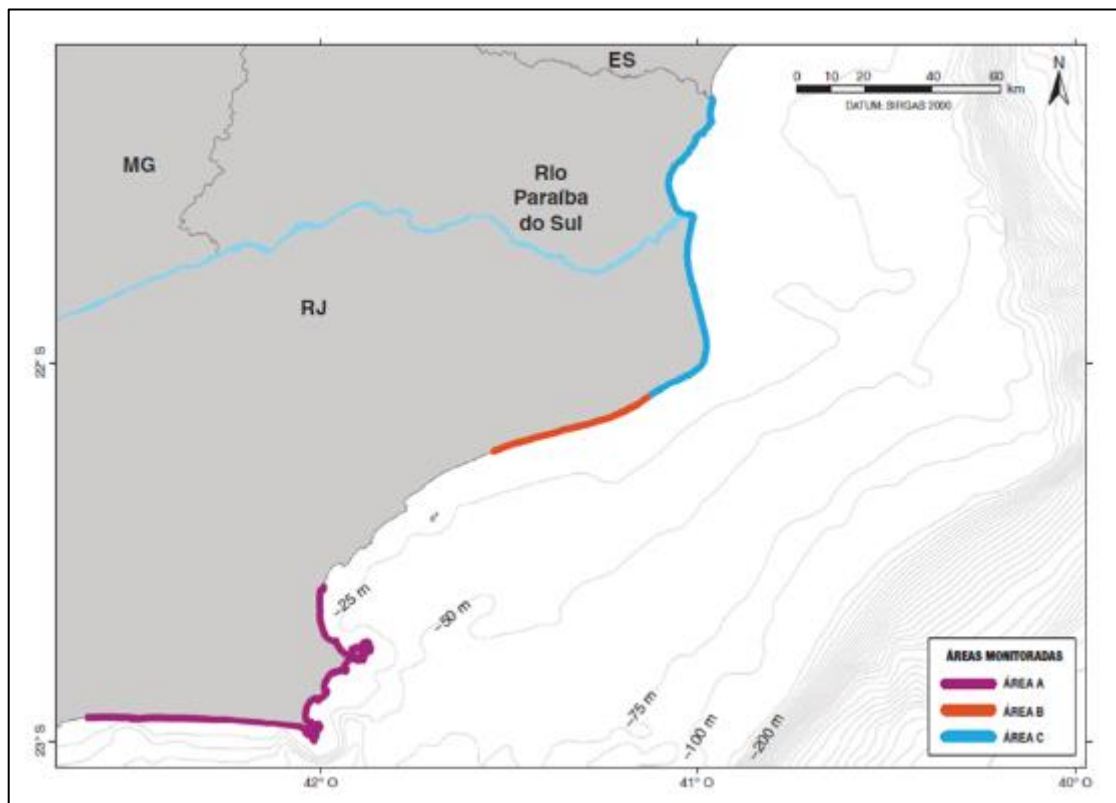 ES
N
0 10 20 40 60
km
DATUM: SIRGAS 2000
MG
Rio
Paraíba
do Sul
RJ
22° S
-25 m
-50 m
-75 m
-100 m
-200 m
ÁREAS MONITORADAS
ÁREA A
ÁREA B
ÁREA C
23° S
42° O
41° O
40° O